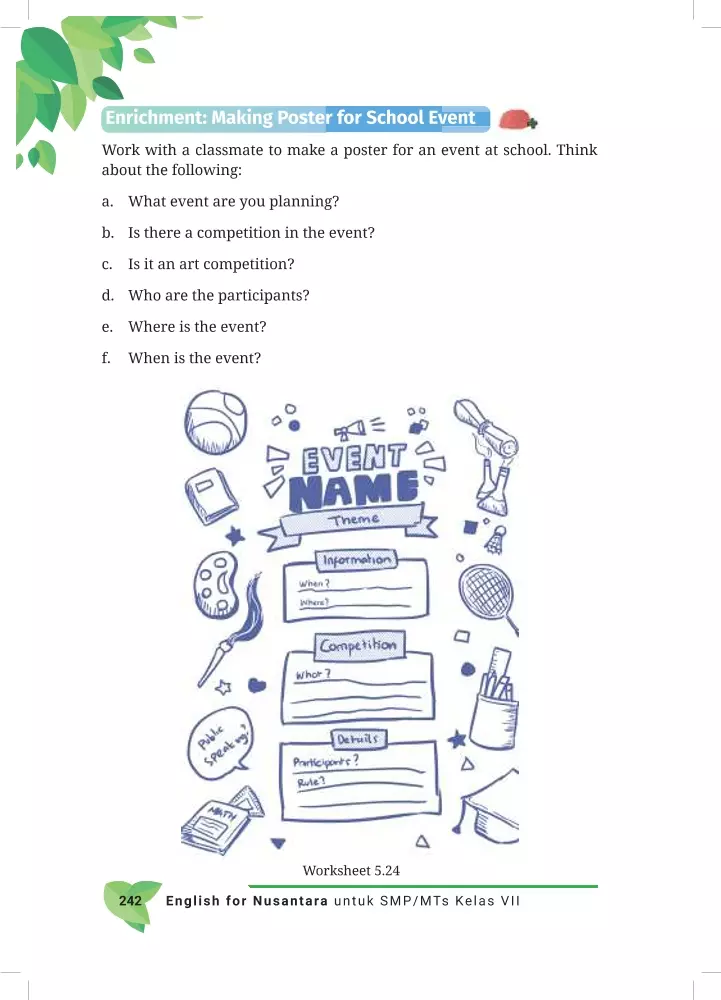 Enrichment: Making Poster for School Event
Work with a classmate to make a poster for an event at school. Think
about the following:
a. What event are you planning?
b. Is there a competition in the event?
c. Is it an art competition?
d. Who are the participants?
e. Where is the event?
f. When is the event?
EVENT
NAME
Theme
Information
When?
Where?
Competition
What?
Details
Participants?
Rule?
Public
Speaking?
MATH
Worksheet 5.24
242 English for Nusantara untuk SMP/MTs Kelas VII